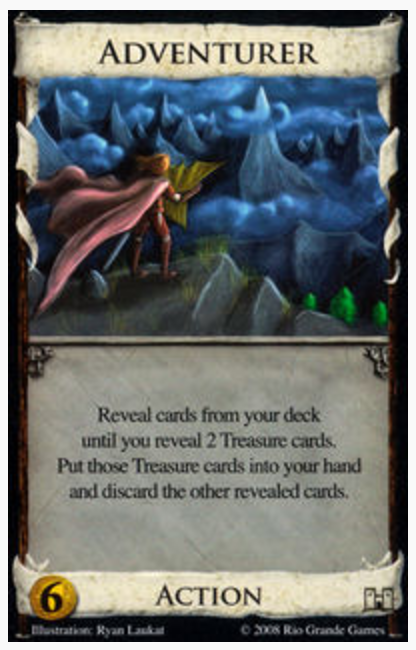 ADVENTURER
Reveal cards from your deck
until you reveal 2 Treasure cards.
Put those Treasure cards into your hand
and discard the other revealed cards.
6
ACTION
Illustration: Ryan Laukat
© 2008 Rio Grande Games